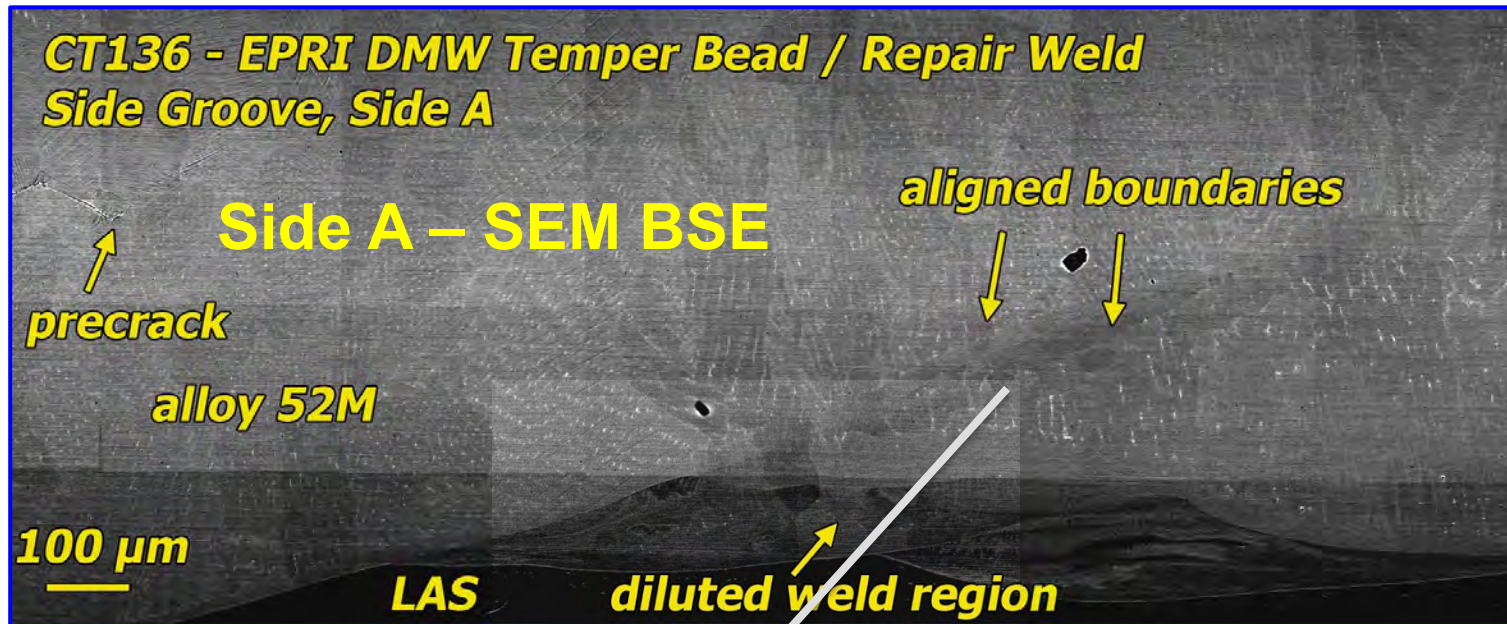 CT136 - EPRI DMW Temper Bead / Repair Weld
Side Groove, Side A
aligned boundaries
Side A – SEM BSE
precrack
alloy 52M
100 µm
LAS
diluted weld region